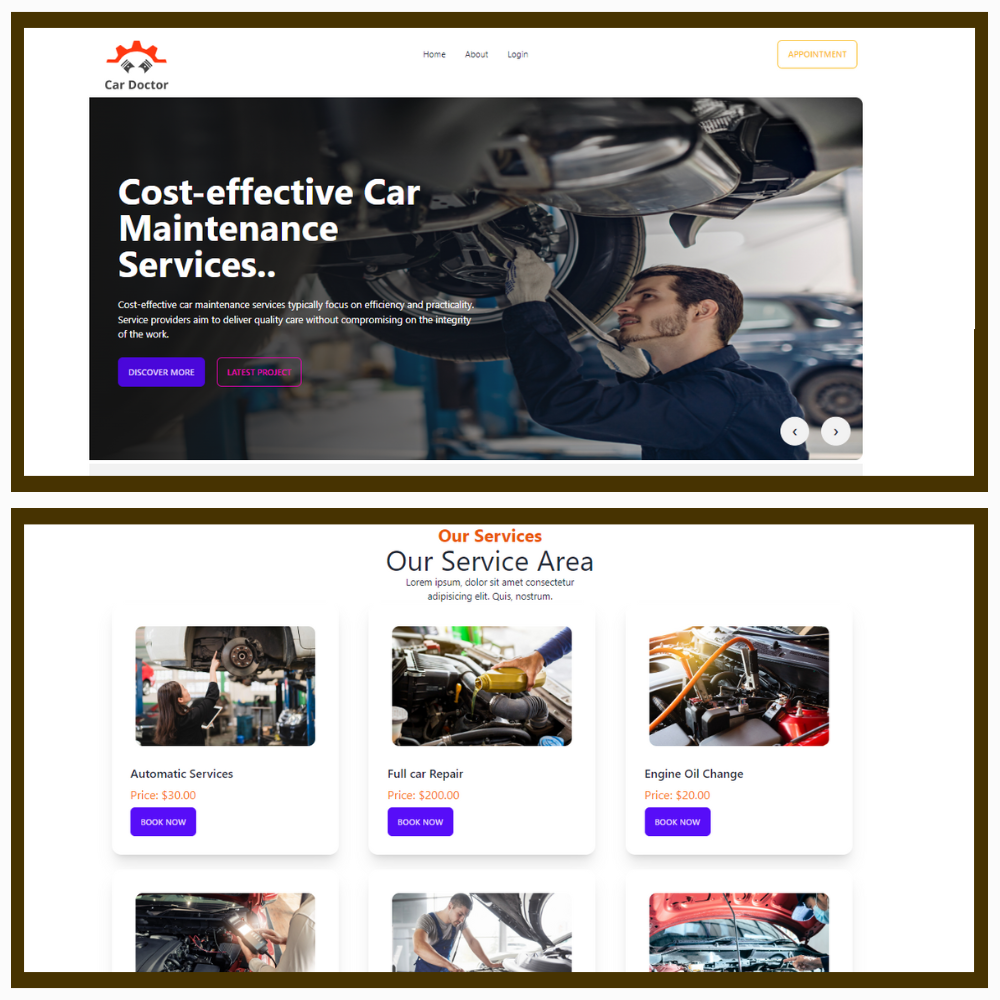 Car Doctor
Home About Login
APPOINTMENT
Cost-effective Car
Maintenance
Services..
Cost-effective car maintenance services typically focus on efficiency and practicality.
Service providers aim to deliver quality care without compromising on the integrity
of the work.
DISCOVER MORE LATEST PROJECT
Our Services
Our Service Area
Lorem ipsum, dolor sit amet consectetur
adipisicing elit. Quis, nostrum.
Automatic Services
Price: $30.00
BOOK NOW
Full car Repair
Price: $200.00
BOOK NOW
Engine Oil Change
Price: $20.00
BOOK NOW